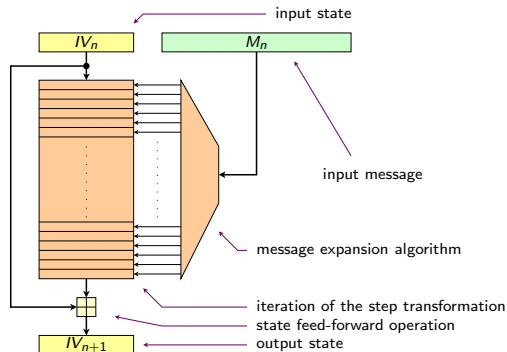 input state
IVₙ
Mₙ
input message
message expansion algorithm
iteration of the step transformation
state feed-forward operation
IVₙ₊₁
output state